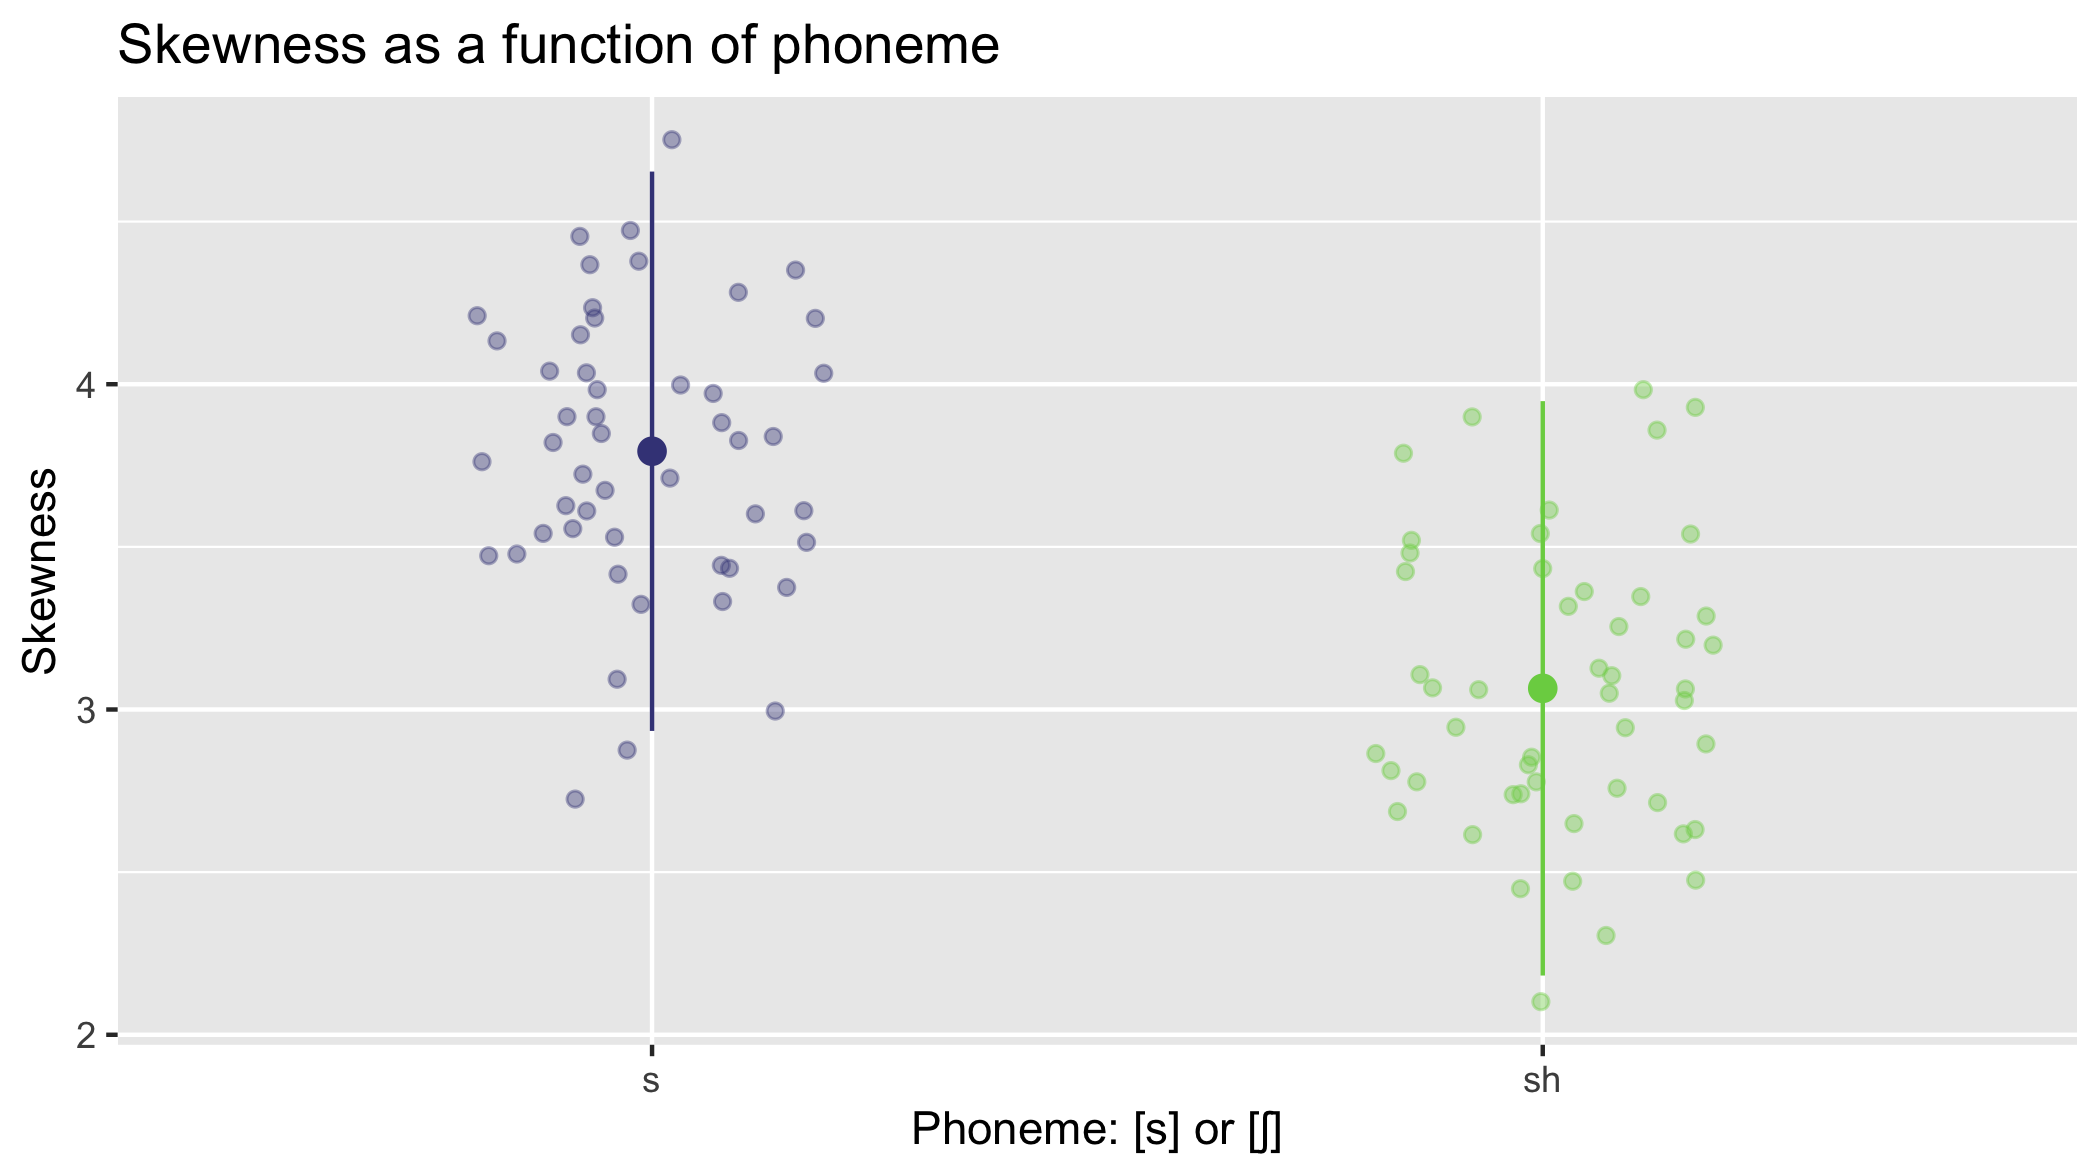 Skewness as a function of phoneme
Skewness
4
3
2
s
sh
Phoneme: [s] or [ʃ]